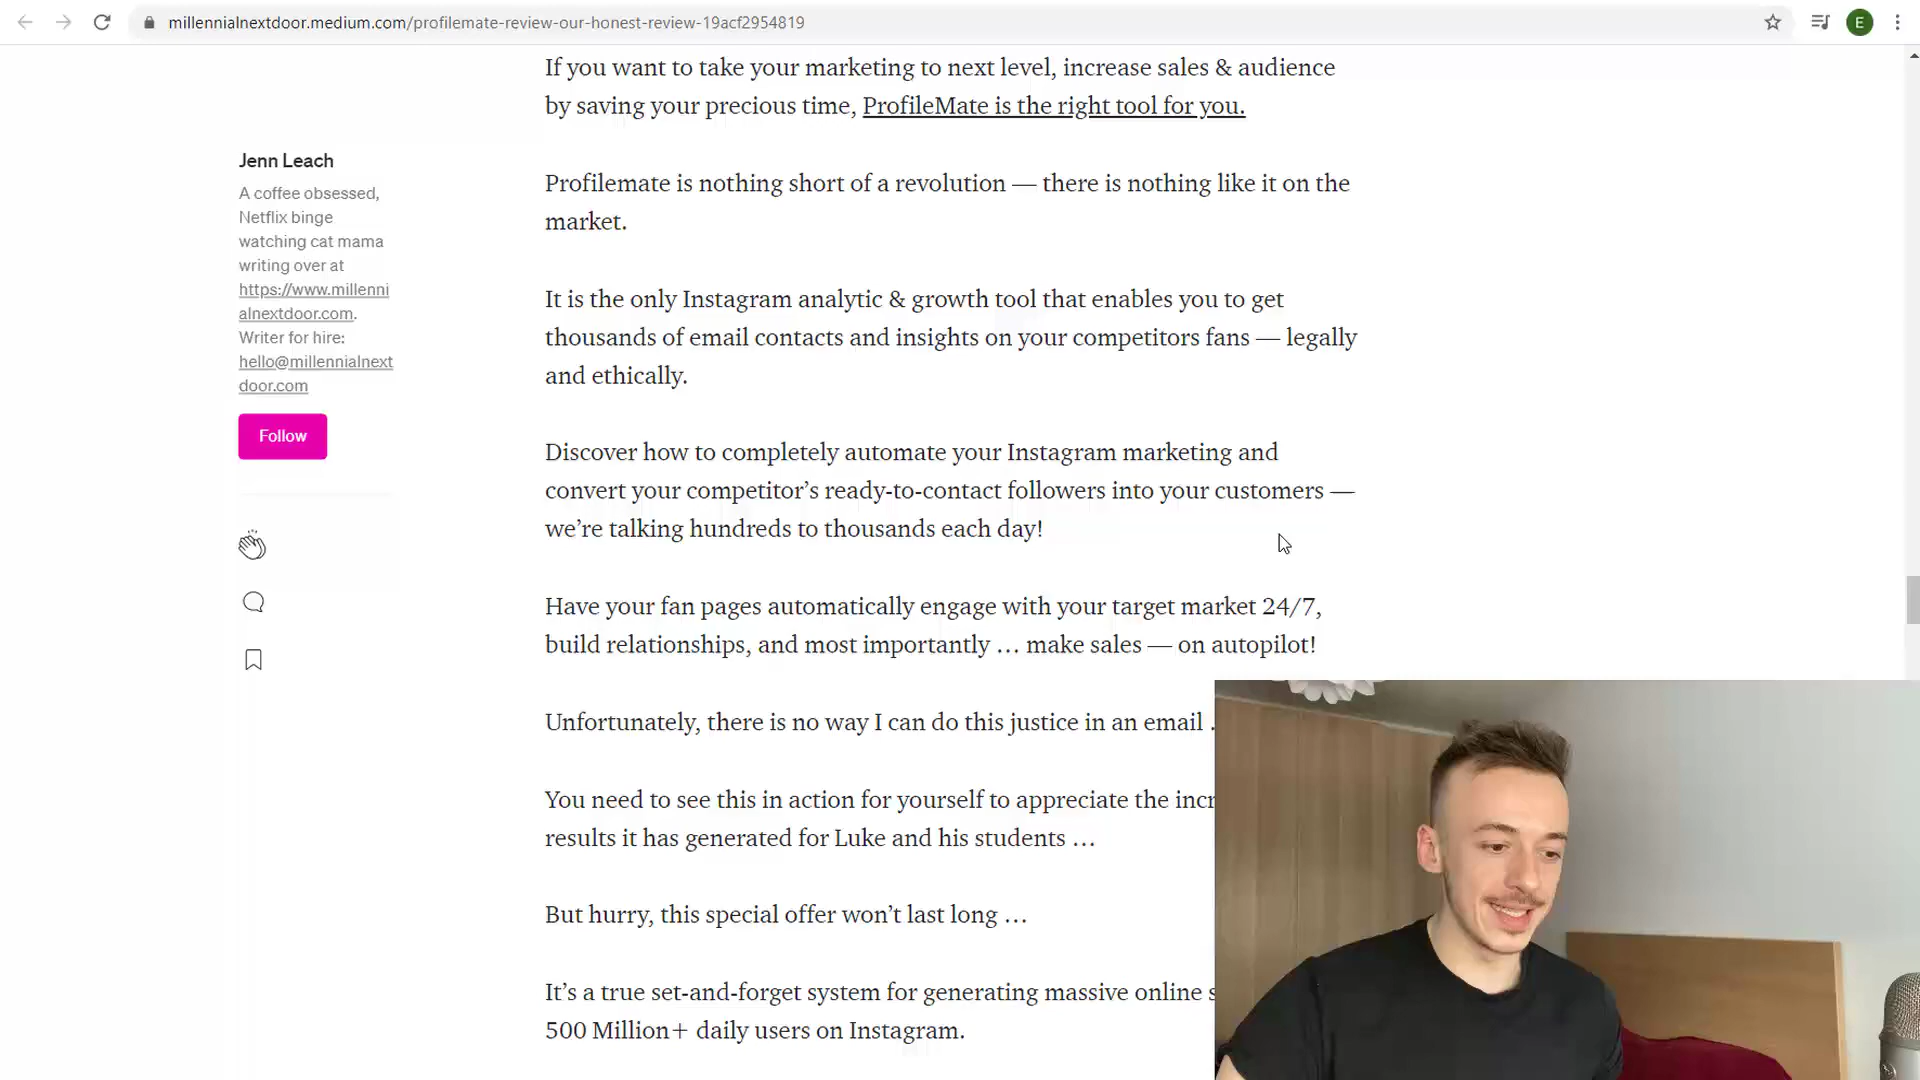 millennialnextdoor.medium.com/profilemate-review-our-honest-review-19acf2954819
E
If you want to take your marketing to next level, increase sales & audience
by saving your precious time, ProfileMate is the right tool for you.
Jenn Leach
A coffee obsessed,
Netflix binge
watching cat mama
writing over at
https://www.millenni
alnextdoor.com.
Writer for hire:
hello@millennialnext
door.com
Follow
Profilemate is nothing short of a revolution — there is nothing like it on the
market.
It is the only Instagram analytic & growth tool that enables you to get
thousands of email contacts and insights on your competitors fans — legally
and ethically.
Discover how to completely automate your Instagram marketing and
convert your competitor’s ready-to-contact followers into your customers —
we’re talking hundreds to thousands each day!
Have your fan pages automatically engage with your target market 24/7,
build relationships, and most importantly … make sales — on autopilot!
Unfortunately, there is no way I can do this justice in an email .
You need to see this in action for yourself to appreciate the
results it has generated for Luke and his students …
But hurry, this special offer won’t last long …
It’s a true set-and-forget system for generating massive online
500 Million+ daily users on Instagram.